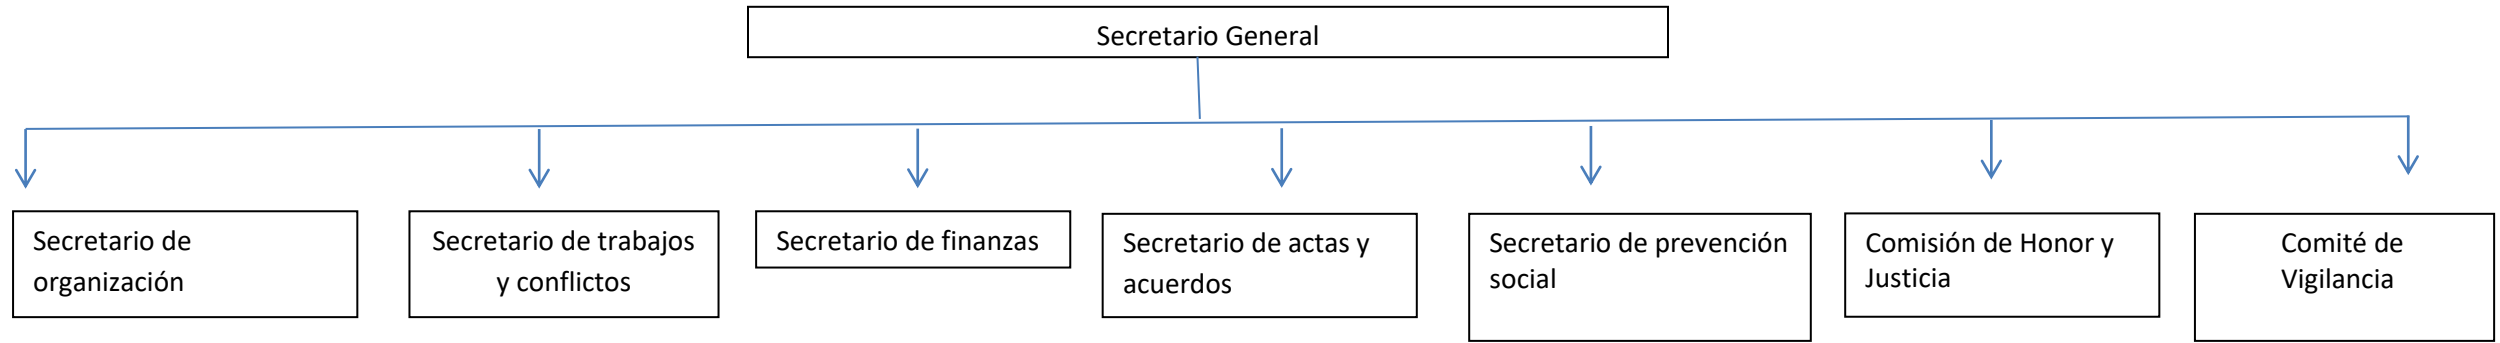 Secretario General
Secretario de
organización
Secretario de trabajos
y conflictos
Secretario de finanzas
Secretario de actas y
acuerdos
Secretario de prevención
social
Comisión de Honor y
Justicia
Comité de
Vigilancia